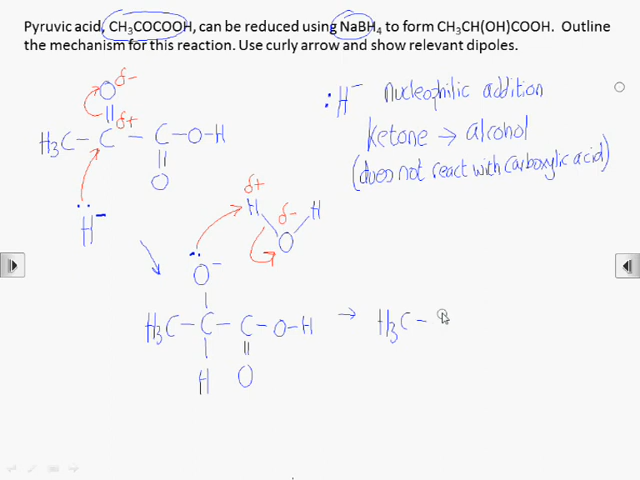 Pyruvic acid, CH₃COCOOH, can be reduced using NaBH₄ to form CH₃CH(OH)COOH. Outline
the mechanism for this reaction. Use curly arrow and show relevant dipoles.
:H⁻ nucleophilic addition
ketone → alcohol
(does not react with carboxylic acid)
O δ-
δ+
H₃C - C - C - O - H
O
H⁻
δ+
H δ- H
O
O⁻
H₃C - C - C - O - H → H₃C -
H O